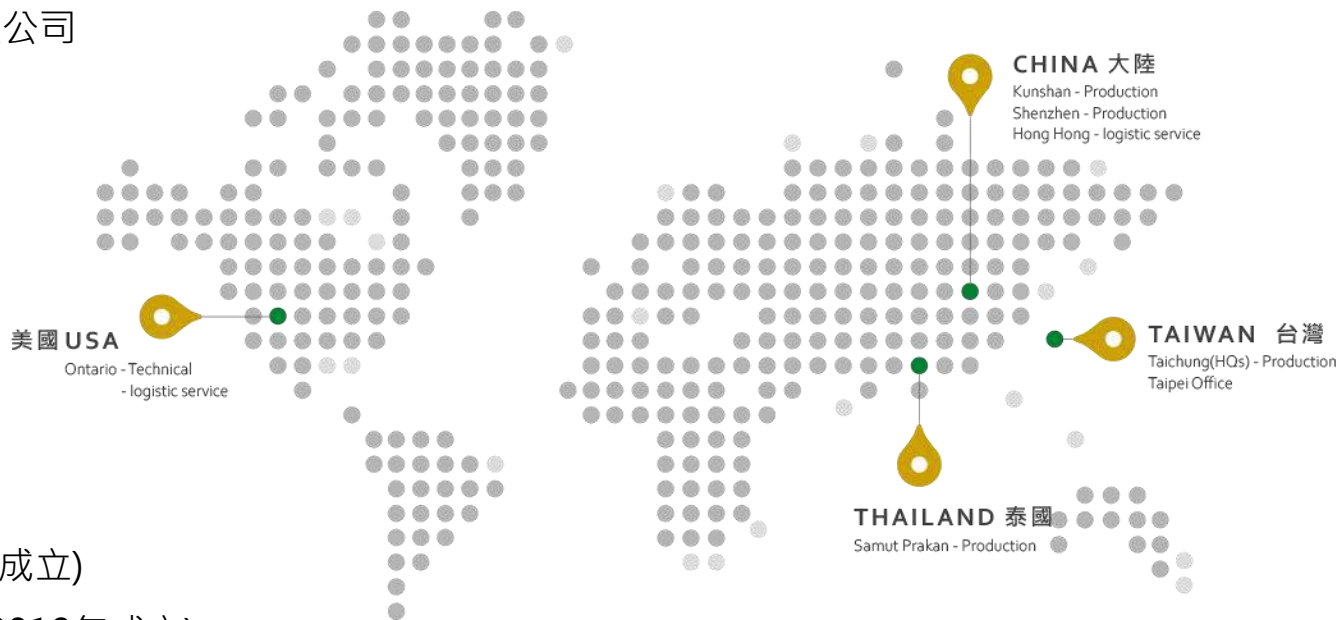 公司
CHINA 大陸
Kunshan - Production
Shenzhen - Production
Hong Hong - logistic service
美國 USA
Ontario - Technical
- logistic service
TAIWAN 台灣
Taichung(HQs) - Production
Taipei Office
THAILAND 泰國
Samut Prakan - Production
成立)